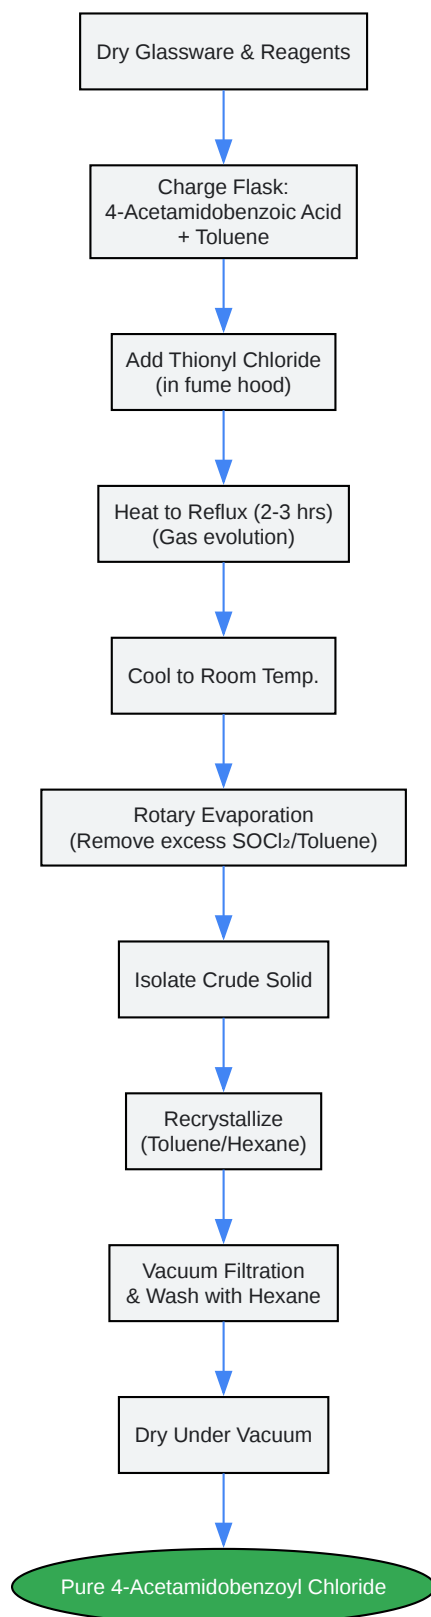 Dry Glassware & Reagents
Charge Flask:
4-Acetamidobenzoic Acid
+ Toluene
Add Thionyl Chloride
(in fume hood)
Heat to Reflux (2-3 hrs)
(Gas evolution)
Cool to Room Temp.
Rotary Evaporation
(Remove excess SOCl₂/Toluene)
Isolate Crude Solid
Recrystallize
(Toluene/Hexane)
Vacuum Filtration
& Wash with Hexane
Dry Under Vacuum
Pure 4-Acetamidobenzoyl Chloride